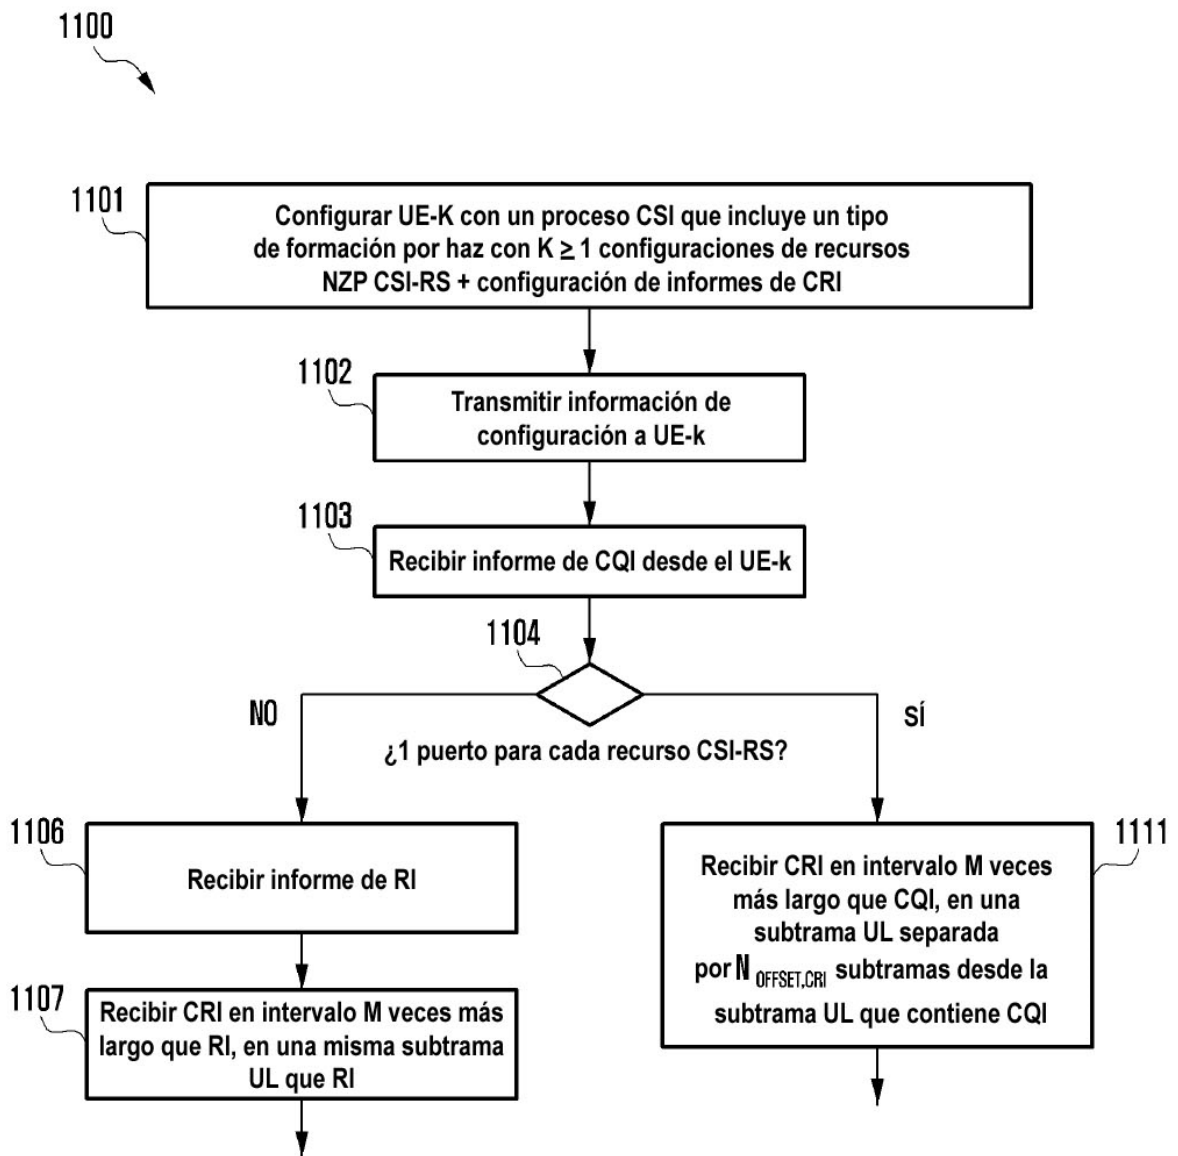 1100
1101
Configurar UE-K con un proceso CSI que incluye un tipo
de formación por haz con K ≥ 1 configuraciones de recursos
NZP CSI-RS + configuración de informes de CRI
1102
Transmitir información de
configuración a UE-k
1103
Recibir informe de CQI desde el UE-k
1104
NO
SÍ
¿1 puerto para cada recurso CSI-RS?
1106
Recibir informe de RI
1107
Recibir CRI en intervalo M veces más
largo que RI, en una misma subtrama
UL que RI
1111
Recibir CRI en intervalo M veces
más largo que CQI, en una
subtrama UL separada
por N OFFSET,CRI subtramas desde la
subtrama UL que contiene CQI